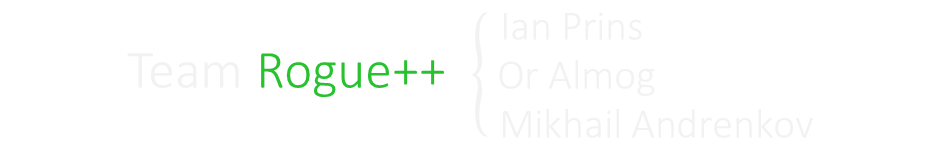 Team Rogue++
Ian Prins
Or Almog
Mikhail Andrenkov